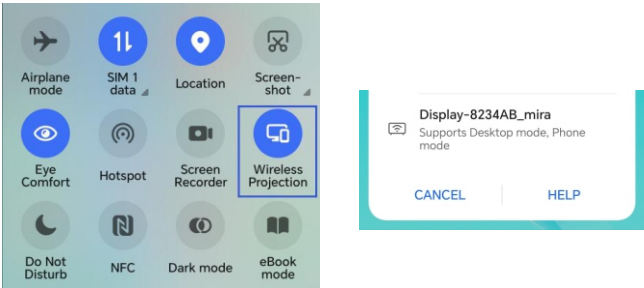 Airplane
mode
SIM 1
data
Location
Screen-
shot
Eye
Comfort
Hotspot
Screen
Recorder
Wireless
Projection
Do Not
Disturb
NFC
Dark mode
eBook
mode
Display-8234AB_mira
Supports Desktop mode, Phone
mode
CANCEL
HELP